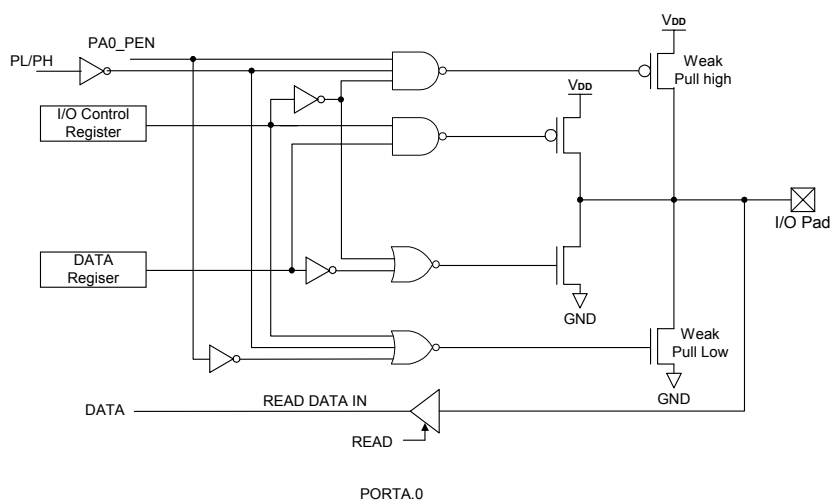 VDD
PA0_PEN
PL/PH
Weak
Pull high
VDD
I/O Control
Register
I/O Pad
DATA
Regiser
GND
Weak
Pull Low
GND
READ DATA IN
DATA
READ
PORTA.0